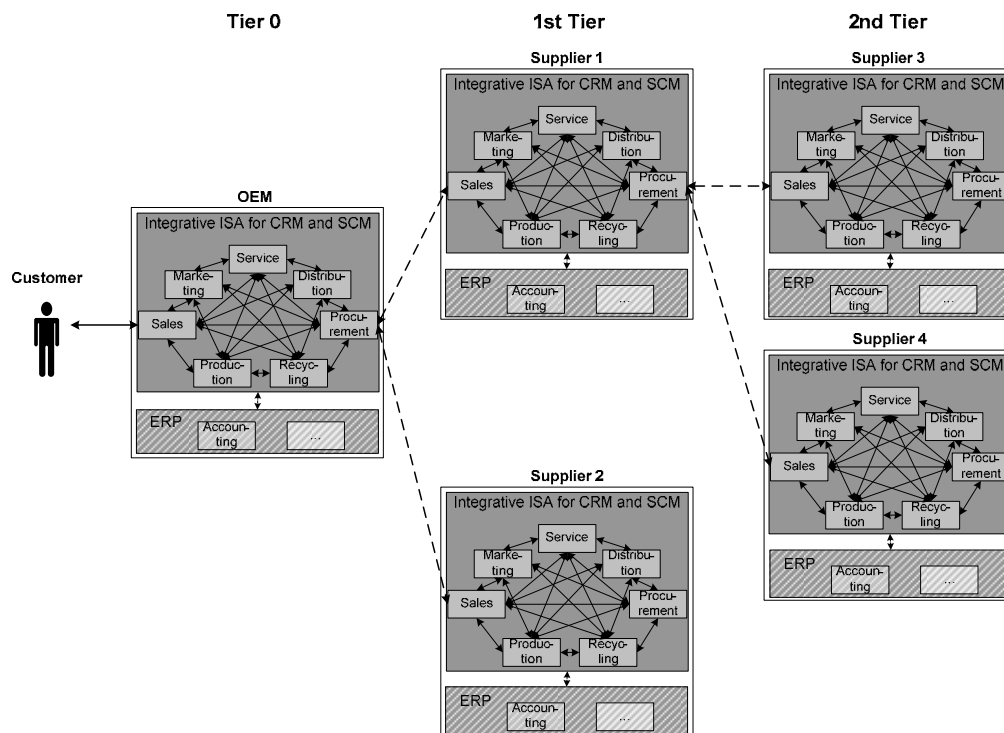 Tier 0
1st Tier
2nd Tier
Customer
OEM
Integrative ISA for CRM and SCM
Service
Marke-
ting
Distribu-
tion
Sales
Procu-
rement
Produc-
tion
Recyc-
ling
ERP
Accoun-
ting
...
Supplier 1
Integrative ISA for CRM and SCM
Service
Marke-
ting
Distribu-
tion
Sales
Procu-
rement
Produc-
tion
Recyc-
ling
ERP
Accoun-
ting
...
Supplier 2
Integrative ISA for CRM and SCM
Service
Marke-
ting
Distribu-
tion
Sales
Procu-
rement
Produc-
tion
Recyc-
ling
ERP
Accoun-
ting
...
Supplier 3
Integrative ISA for CRM and SCM
Service
Marke-
ting
Distribu-
tion
Sales
Procu-
rement
Produc-
tion
Recyc-
ling
ERP
Accoun-
ting
...
Supplier 4
Integrative ISA for CRM and SCM
Service
Marke-
ting
Distribu-
tion
Sales
Procu-
rement
Produc-
tion
Recyc-
ling
ERP
Accoun-
ting
...